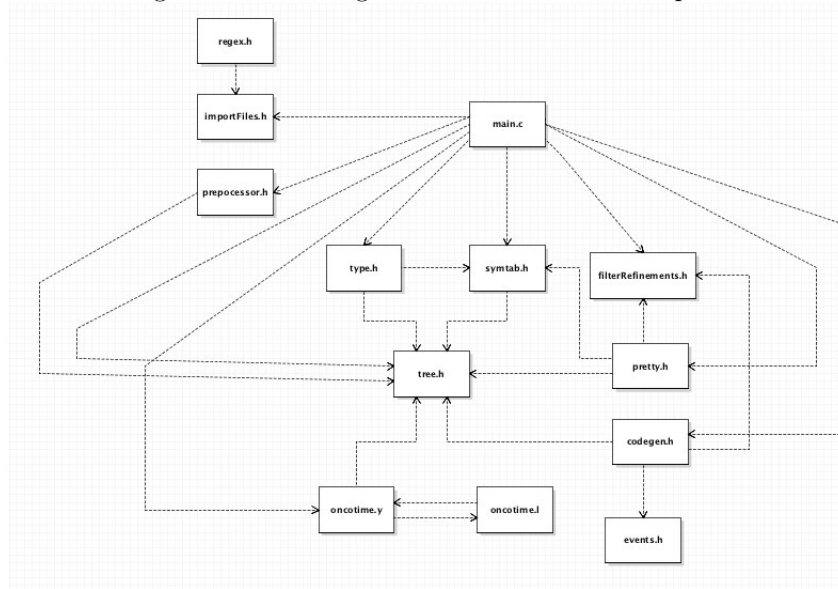 regex.h
importFiles.h
main.c
prepocessor.h
type.h
symtab.h
filterRefinements.h
tree.h
pretty.h
codegen.h
oncotime.y
oncotime.l
events.h